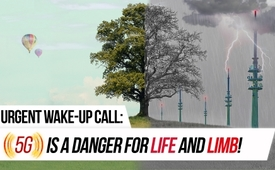 URGENT WAKE-UP CALL:
5G IS A DANGER FOR LIFE AND LIMB!